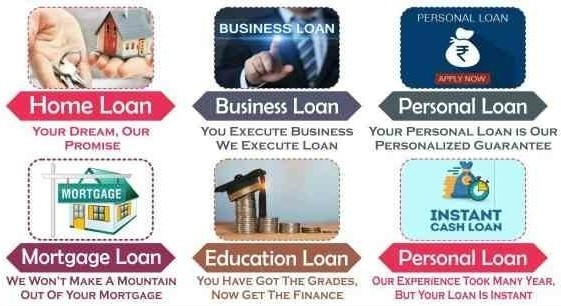 BUSINESS LOAN
PERSONAL LOAN
₹
APPLY NOW
Home Loan
Business Loan
Personal Loan
YOUR DREAM, OUR
PROMISE
YOU EXECUTE BUSINESS
WE EXECUTE LOAN
YOUR PERSONAL LOAN IS OUR
PERSONALIZED GUARANTEE
MORTGAGE
INSTANT
CASH LOAN
Mortgage Loan
Education Loan
Personal Loan
WE WON'T MAKE A MOUNTAIN
OUT OF YOUR MORTGAGE
YOU HAVE GOT THE GRADES,
NOW GET THE FINANCE
OUR EXPERIENCE TOOK MANY YEAR,
BUT YOUR LOAN IS INSTANT